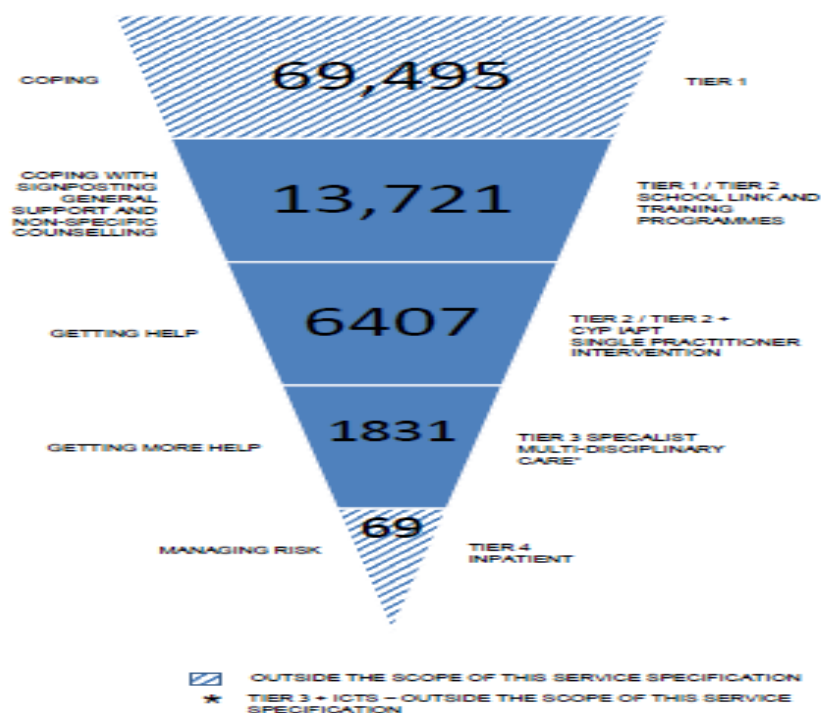 69,495
COPING
TIER 1
COPING WITH
SIGNPOSTING
GENERAL
SUPPORT AND
NON-SPECIFIC
COUNSELLING
13,721
TIER 1 / TIER 2
SCHOOL LINK AND
TRAINING
PROGRAMMES
GETTING HELP
6407
TIER 2 / TIER 2 +
CYP IAPT
SINGLE PRACTITIONER
INTERVENTION
GETTING MORE HELP
1831
TIER 3 SPECALIST
MULTI-DISCIPLINARY
CARE*
MANAGING RISK
69
TIER 4
INPATIENT
OUTSIDE THE SCOPE OF THIS SERVICE SPECIFICATION
* TIER 3 + ICTS – OUTSIDE THE SCOPE OF THIS SERVICE
SPECIFICATION